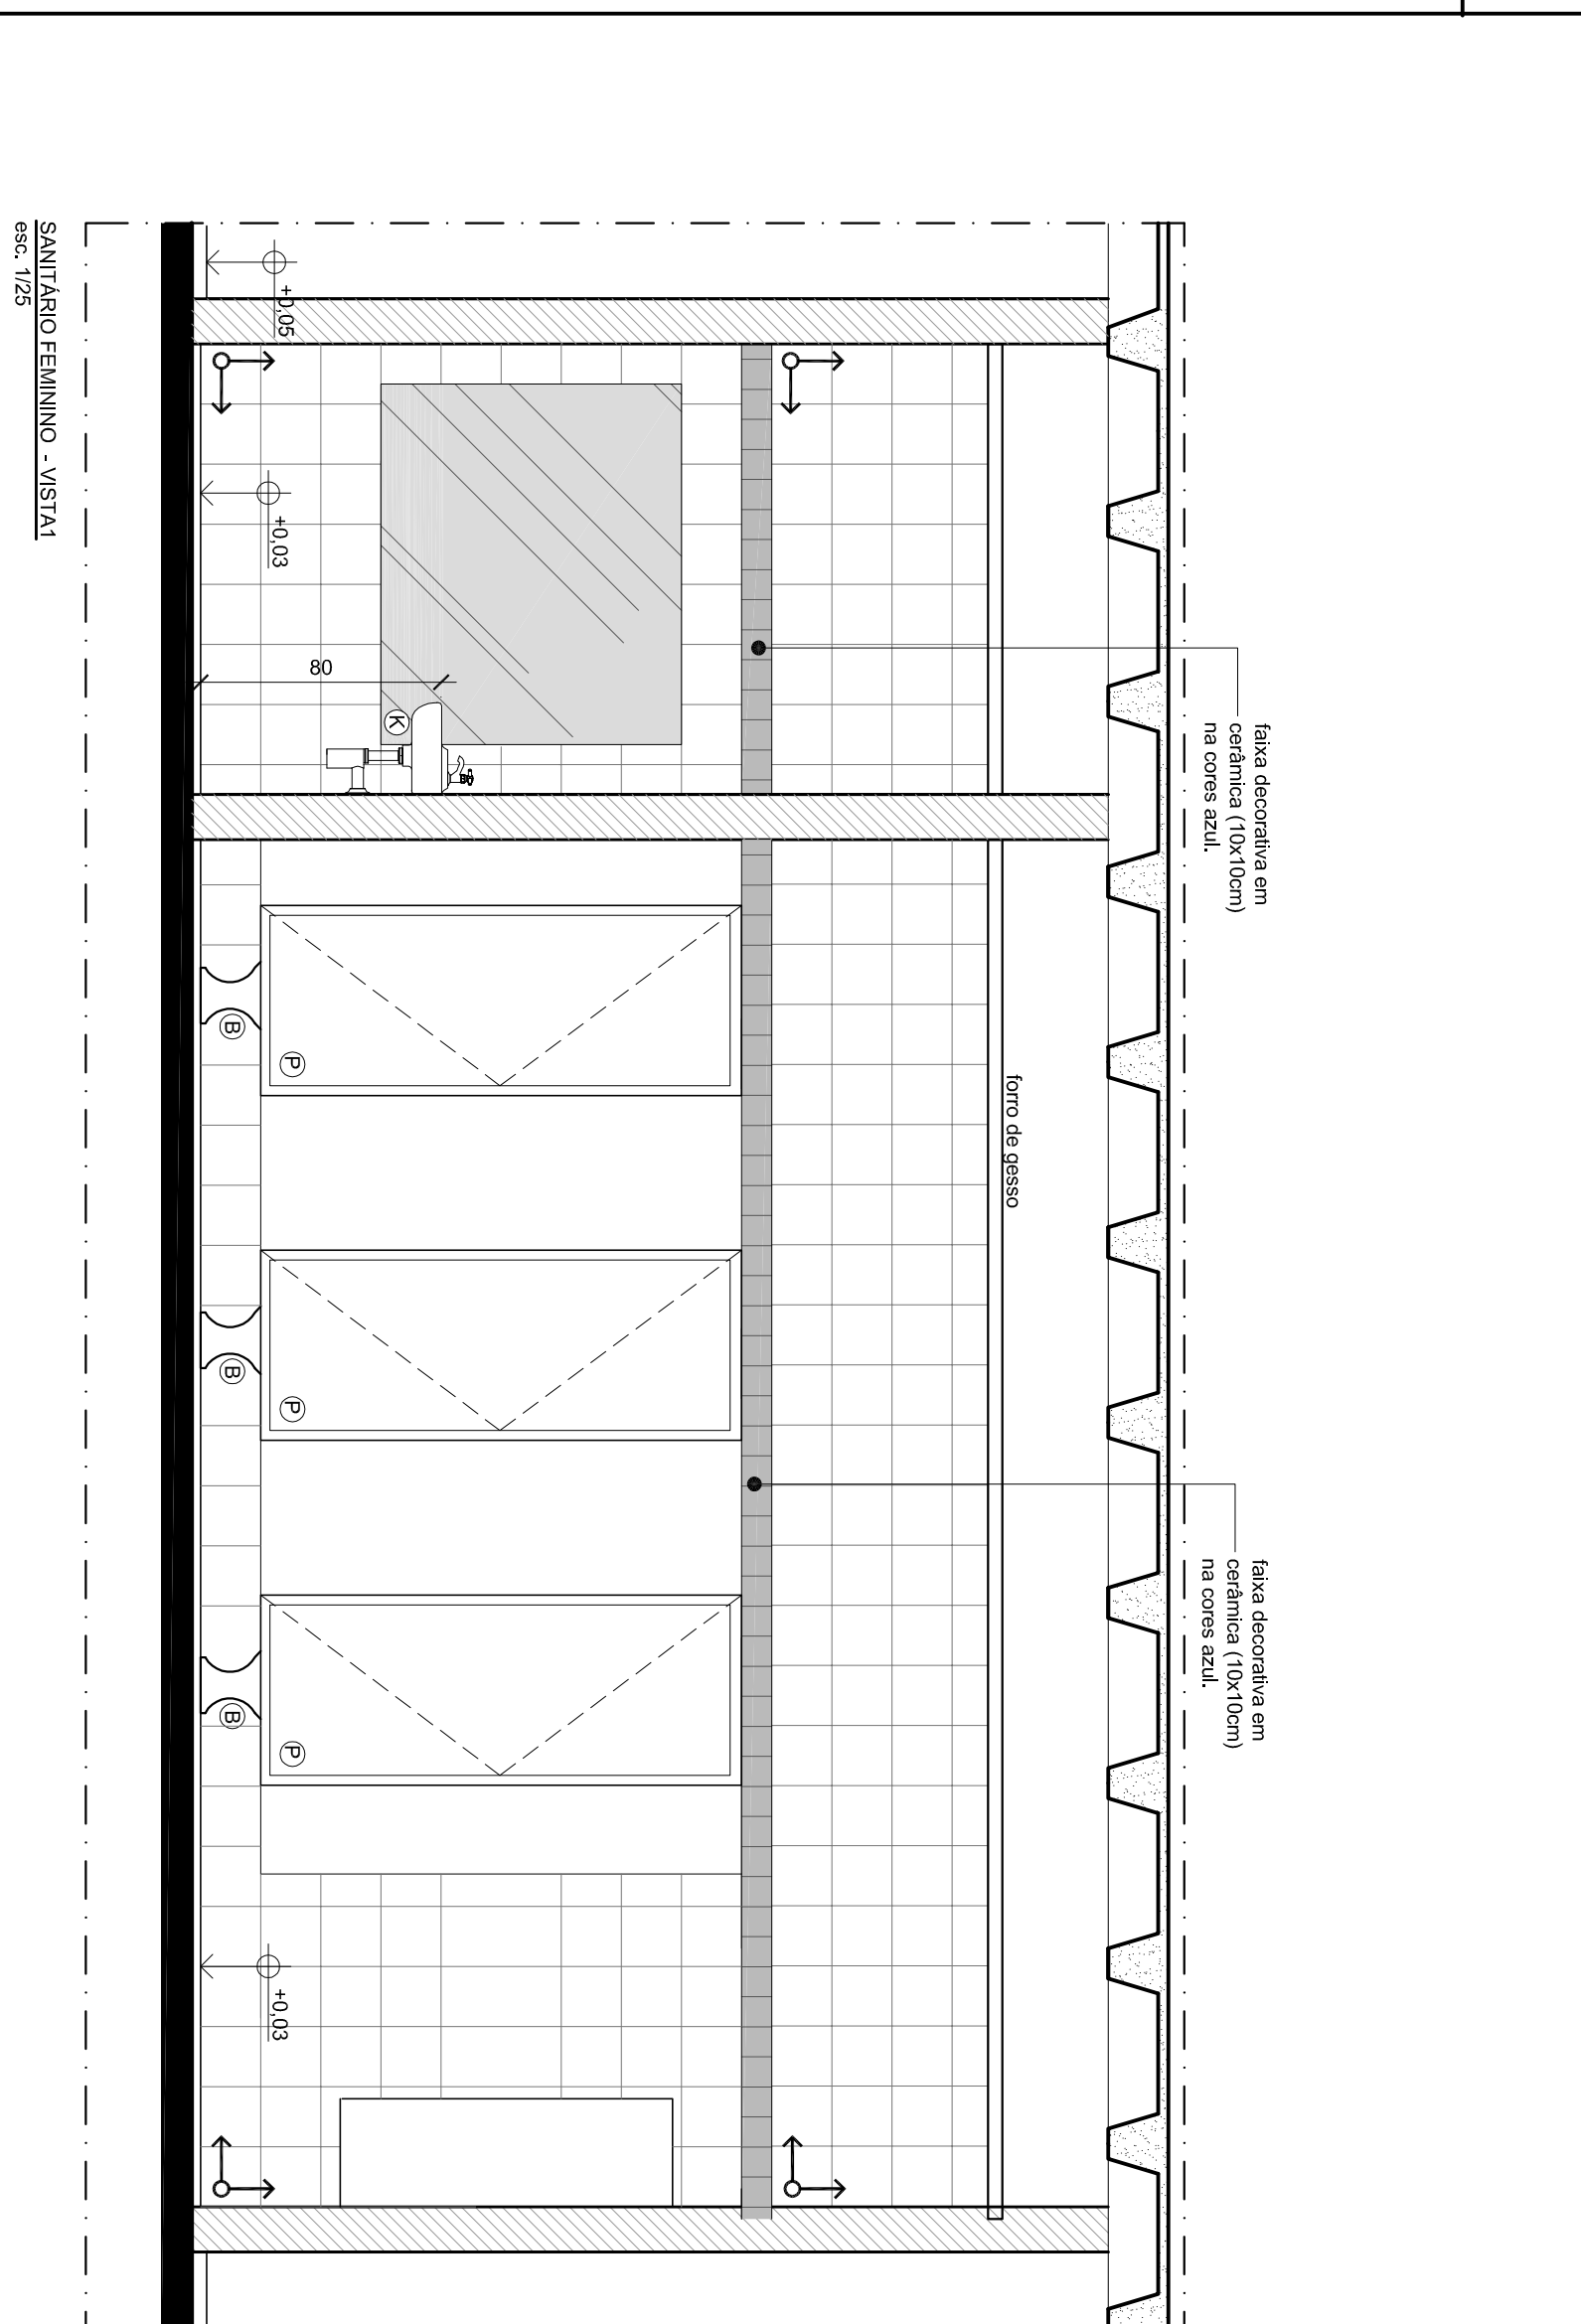 faixa decorativa em
cerâmica (10x10cm)
na cores azul.
faixa decorativa em
cerâmica (10x10cm)
na cores azul.
forro de gesso
+0,05
+0,03
80
K
P
P
P
B
B
B
+0,03
SANITÁRIO FEMININO - VISTA1
esc. 1/25